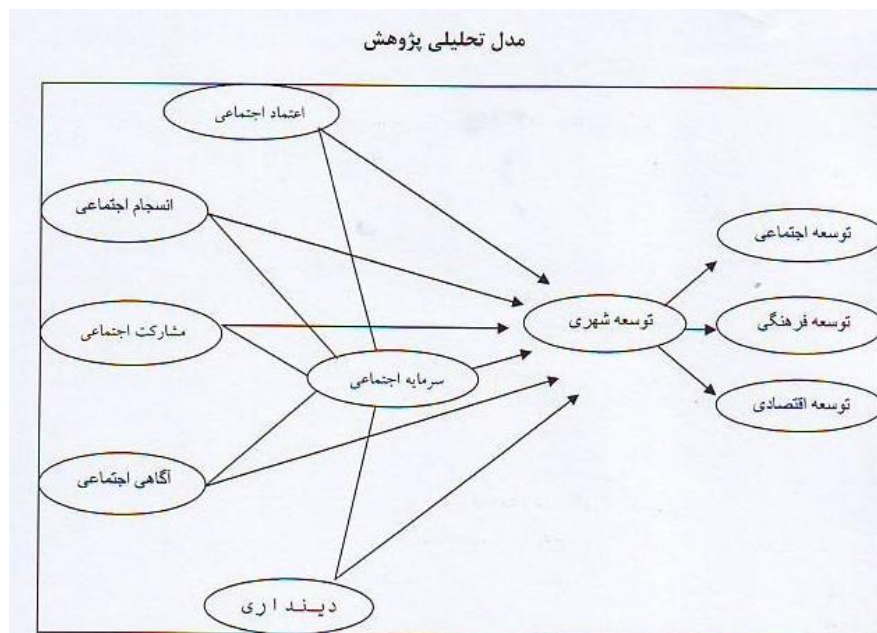 مدل تحلیلی پژوهش
اعتماد اجتماعی
انسجام اجتماعی
مشارکت اجتماعی
آگاهی اجتماعی
دینداری
سرمایه اجتماعی
توسعه شهری
توسعه اجتماعی
توسعه فرهنگی
توسعه اقتصادی